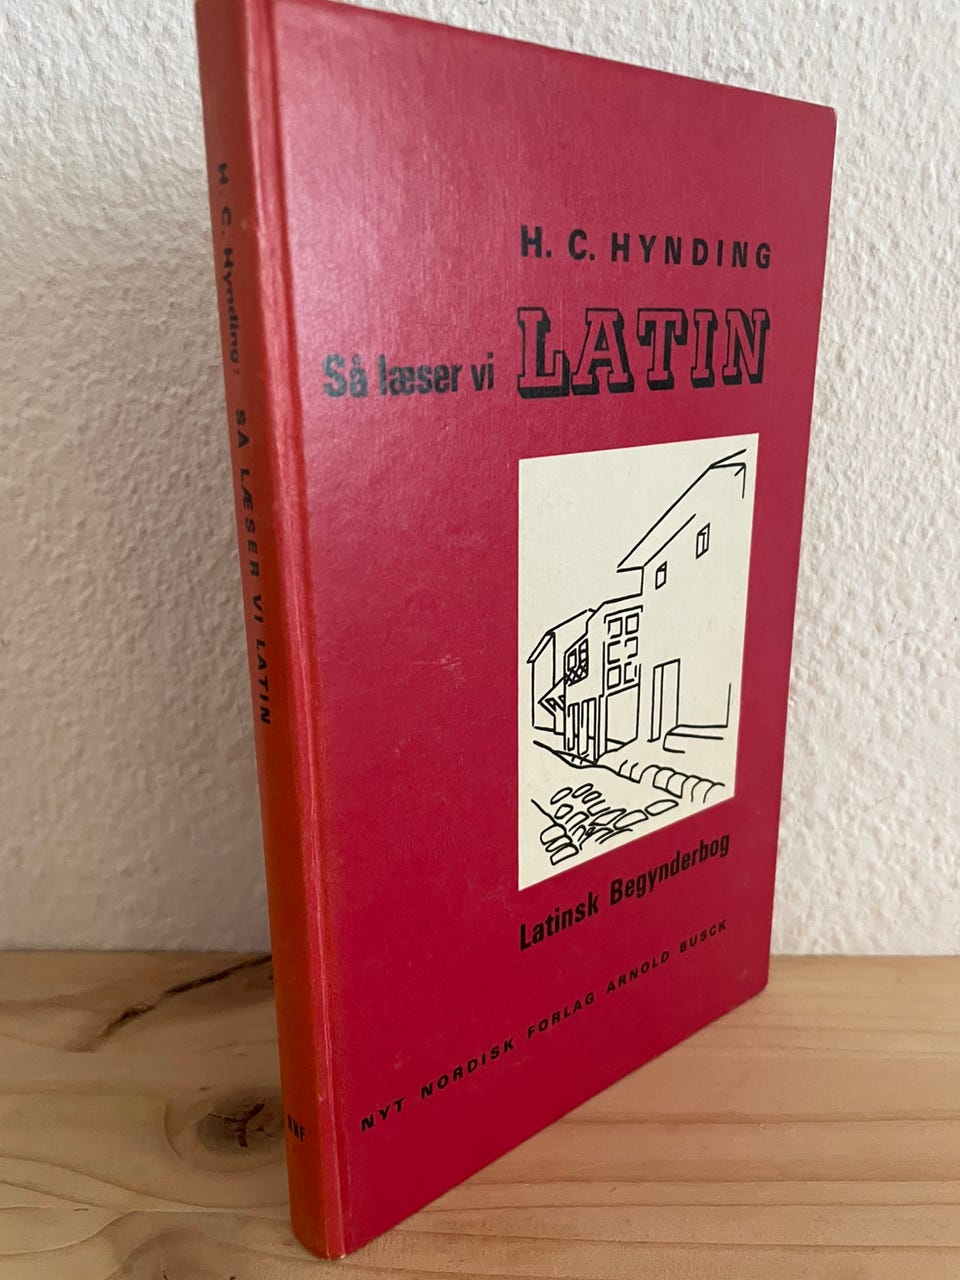 H. C. Hynding: SÅ LÆSER VI LATIN
NNF
H. C. HYNDING
Så læser vi LATIN
Latinsk Begynderbog
NYT NORDISK FORLAG ARNOLD BUSCK